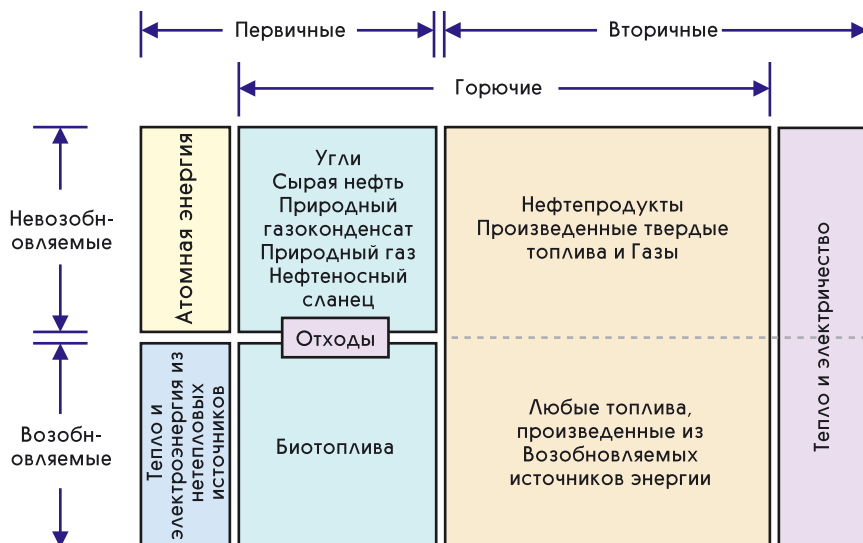 Первичные
Вторичные
Горючие
Невозобн-
овляемые
Атомная энергия
Угли
Сырая нефть
Природный
газоконденсат
Природный газ
Нефтеносный
сланец
Нефтепродукты
Произведенные твердые
топлива и Газы
Отходы
Тепло и электричество
Возобн-
овляемые
Тепло и
электроэнергия из
нетепловых
источников
Биотоплива
Любые топлива,
произведенные из
Возобновляемых
источников энергии